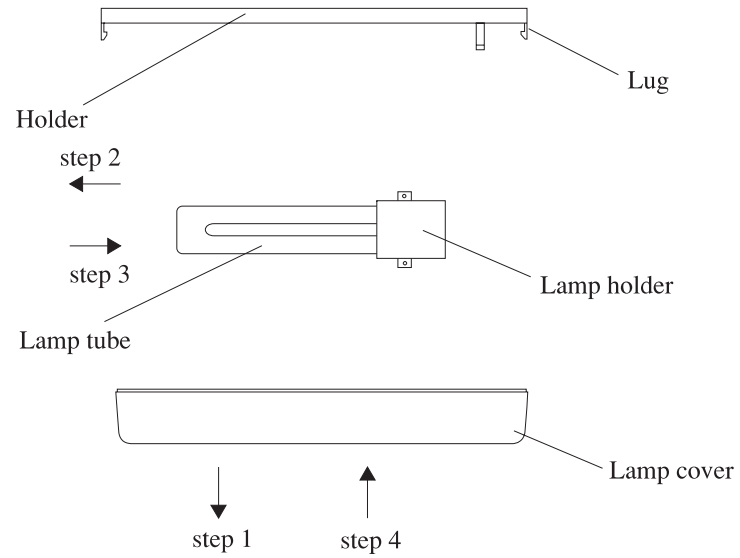 Lug
Holder
step 2
step 3
Lamp holder
Lamp tube
Lamp cover
step 1
step 4